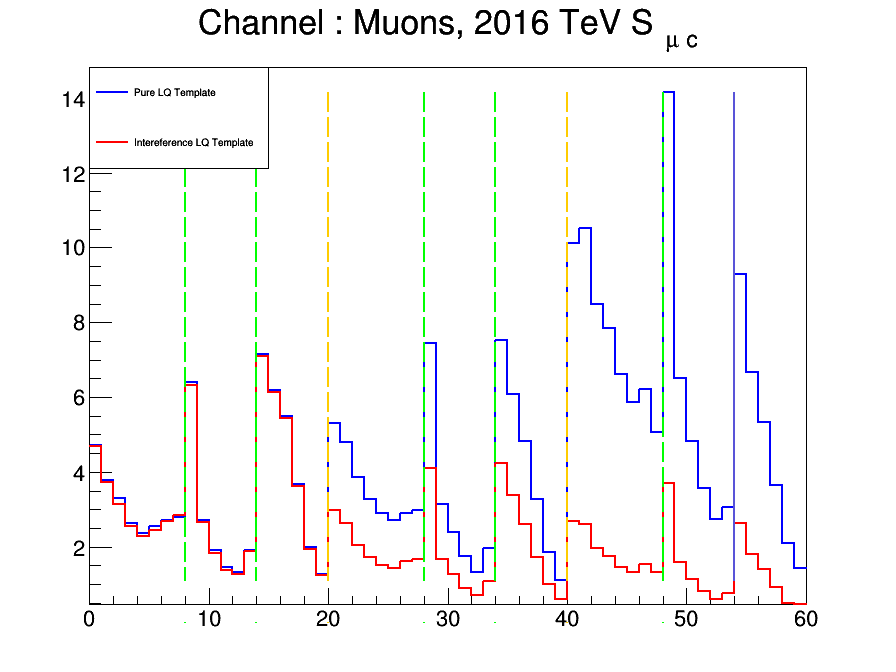 Channel : Muons, 2016 TeV S μ c
Pure LQ Template
Intereference LQ Template
14
12
10
8
6
4
2
0 10 20 30 40 50 60